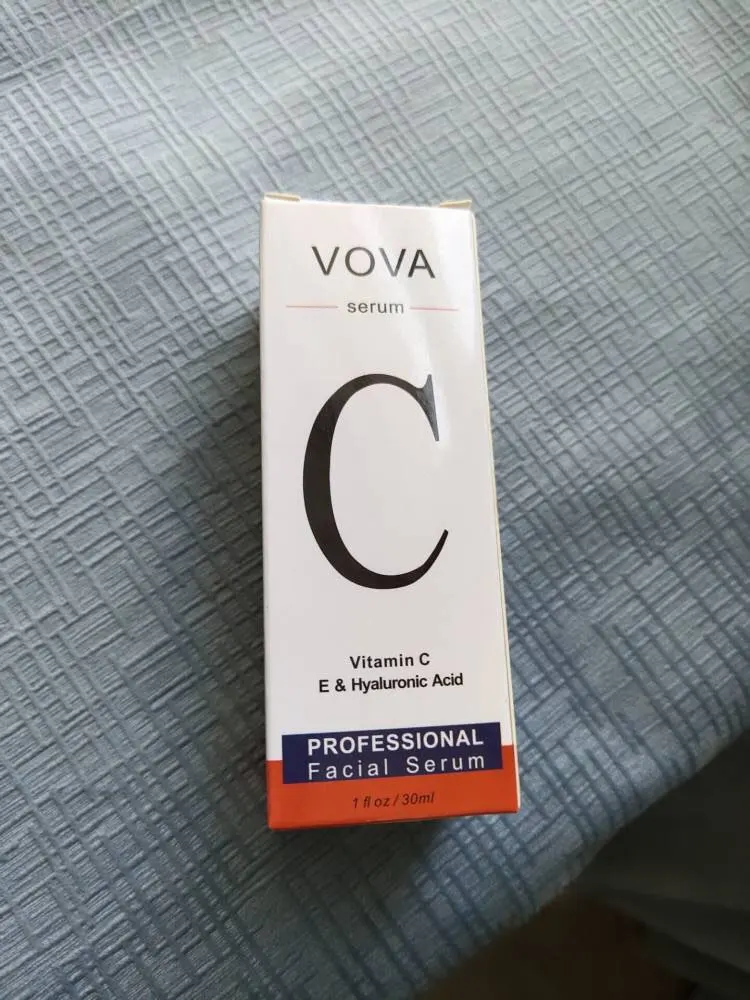 VOVA
serum
C
Vitamin C
E & Hyaluronic Acid
PROFESSIONAL
Facial Serum
1 fl oz / 30ml